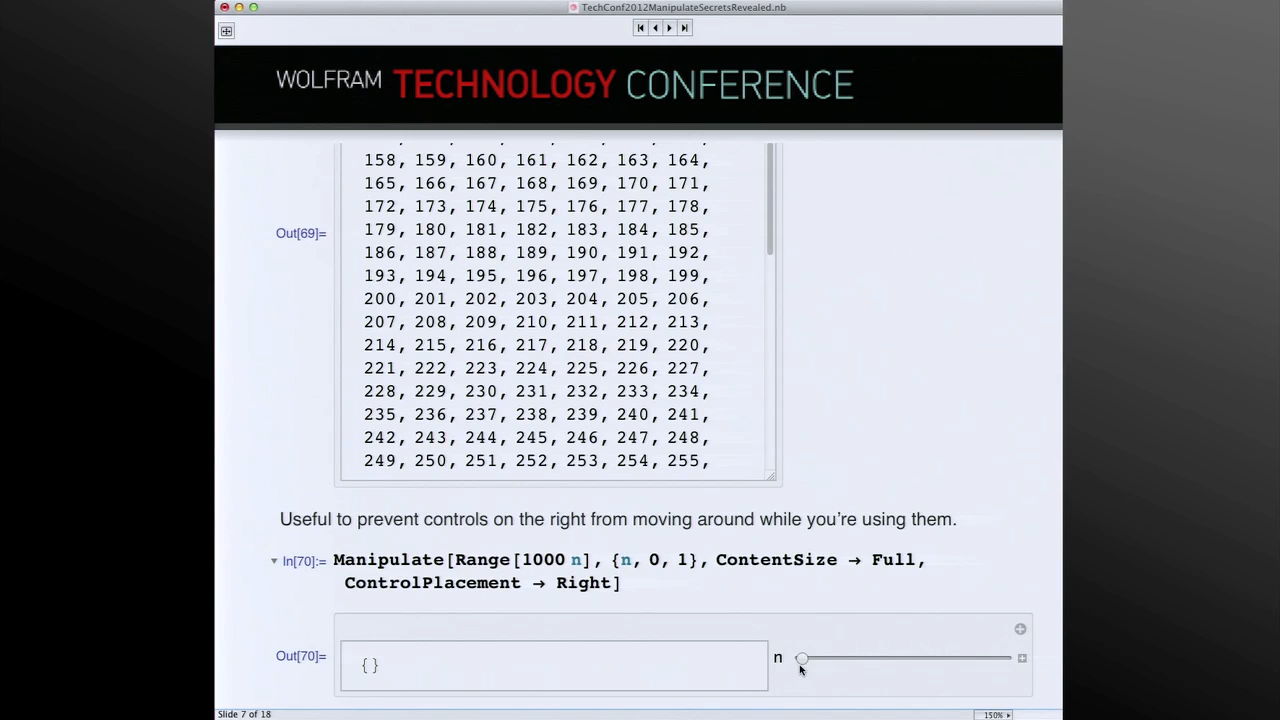 TechConf2012ManipulateSecretsRevealed.nb
WOLFRAM TECHNOLOGY CONFERENCE
158, 159, 160, 161, 162, 163, 164,
165, 166, 167, 168, 169, 170, 171,
172, 173, 174, 175, 176, 177, 178,
Out[69]= 179, 180, 181, 182, 183, 184, 185,
186, 187, 188, 189, 190, 191, 192,
193, 194, 195, 196, 197, 198, 199,
200, 201, 202, 203, 204, 205, 206,
207, 208, 209, 210, 211, 212, 213,
214, 215, 216, 217, 218, 219, 220,
221, 222, 223, 224, 225, 226, 227,
228, 229, 230, 231, 232, 233, 234,
235, 236, 237, 238, 239, 240, 241,
242, 243, 244, 245, 246, 247, 248,
249, 250, 251, 252, 253, 254, 255,
Useful to prevent controls on the right from moving around while you’re using them.
In[70]:= Manipulate[Range[1000 n], {n, 0, 1}, ContentSize → Full,
ControlPlacement → Right]
Out[70]= {} n
Slide 7 of 18 150%